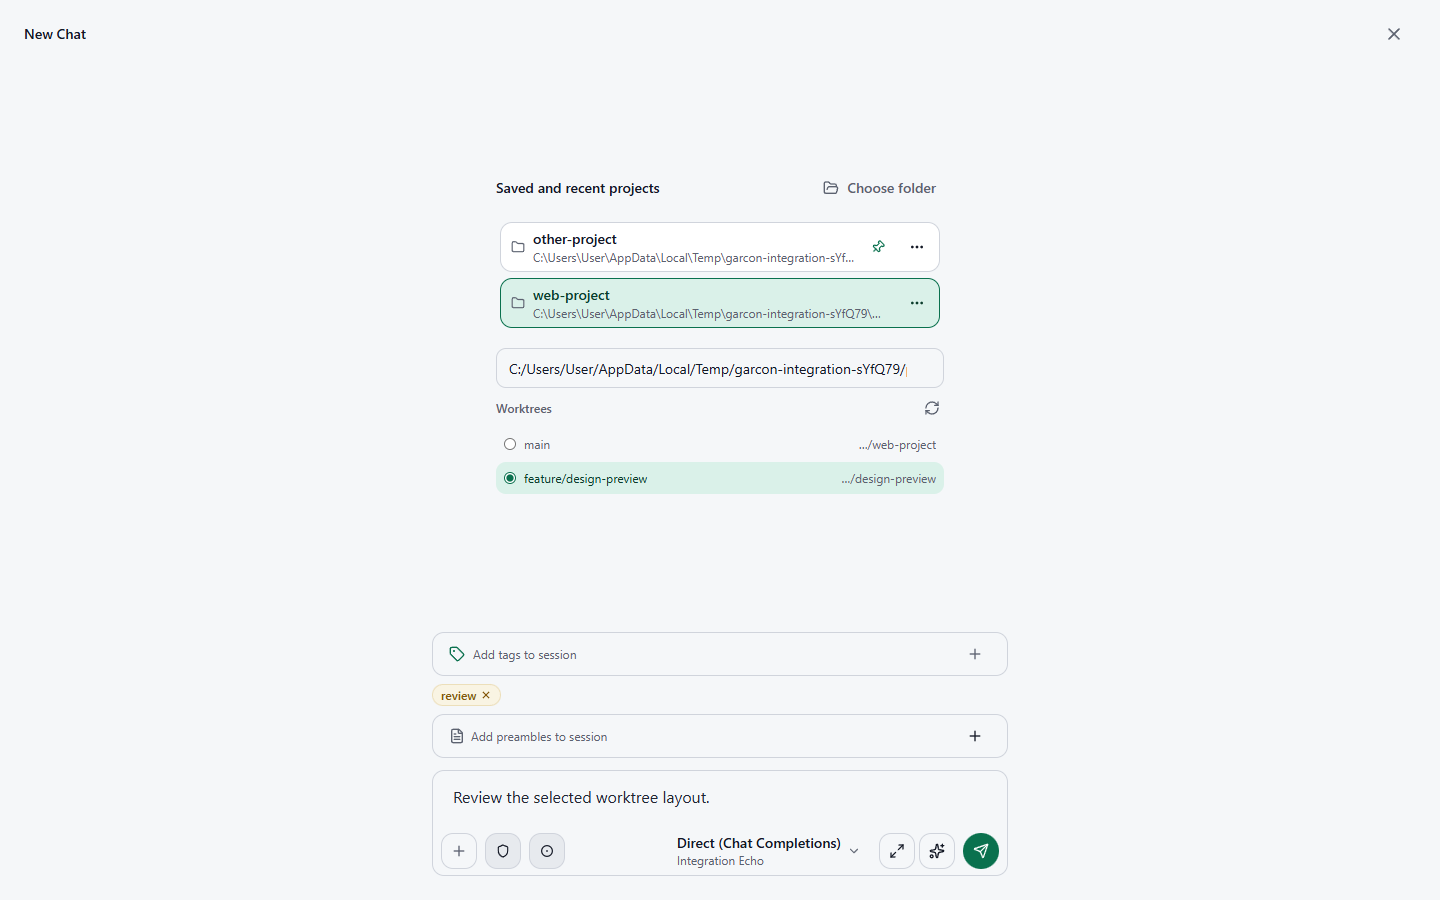 New Chat
Saved and recent projects
Choose folder
other-project
C:\Users\User\AppData\Local\Temp\garcon-integration-sYf...
web-project
C:\Users\User\AppData\Local\Temp\garcon-integration-sYfQ79\...
C:/Users/User/AppData/Local/Temp/garcon-integration-sYfQ79/
Worktrees
main
.../web-project
feature/design-preview
.../design-preview
Add tags to session
review
Add preambles to session
Review the selected worktree layout.
Direct (Chat Completions)
Integration Echo